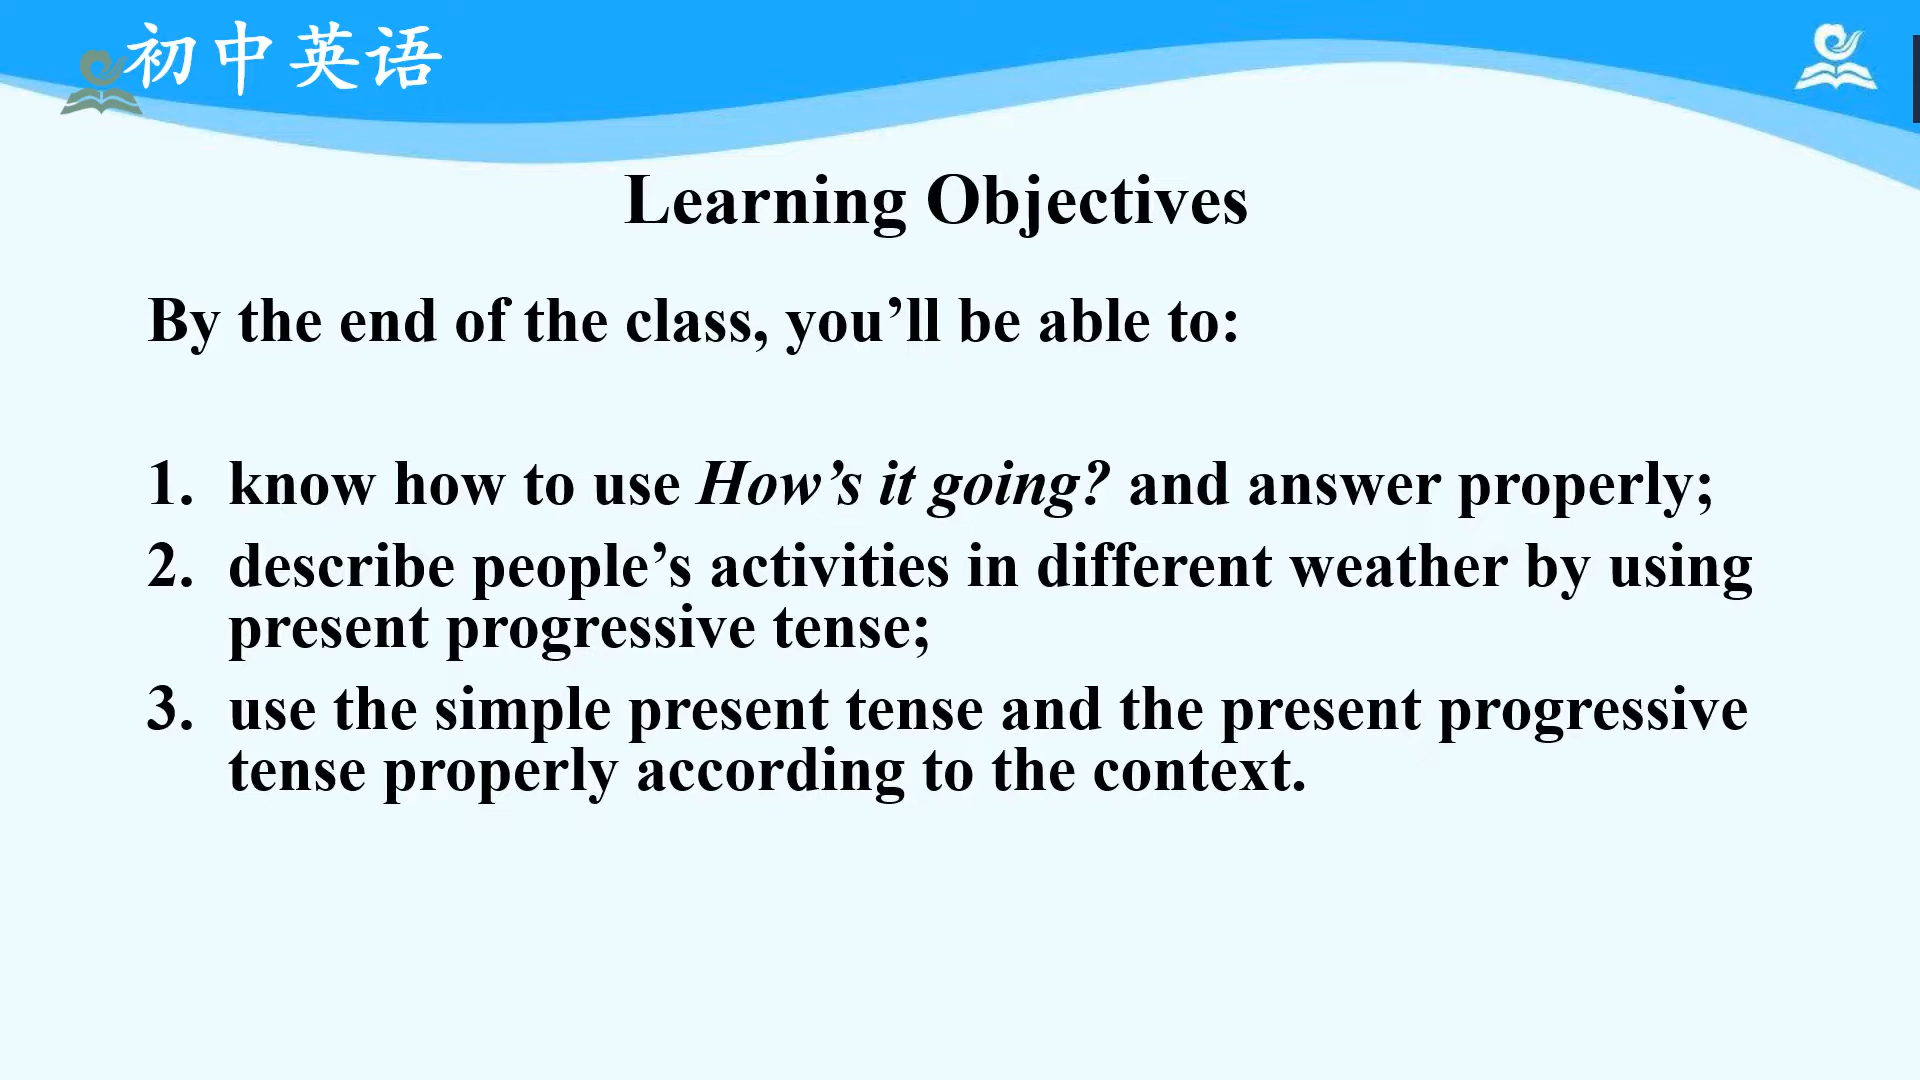 初中英语
Learning Objectives
By the end of the class, you’ll be able to:
1. know how to use How’s it going? and answer properly;
2. describe people’s activities in different weather by using
present progressive tense;
3. use the simple present tense and the present progressive
tense properly according to the context.